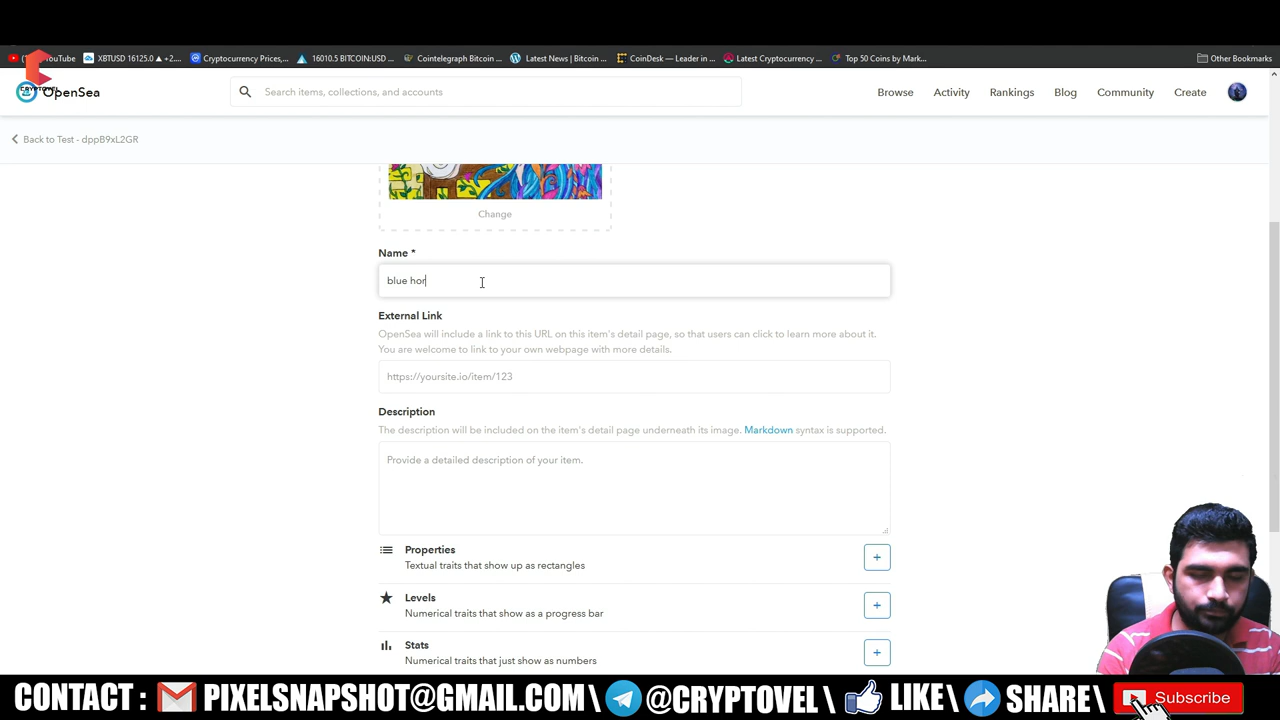 YouTube
XBTUSD 16125.0 ▲ +2....
Cryptocurrency Prices,...
16010.5 BITCOIN:USD ...
Cointelegraph Bitcoin ...
Latest News | Bitcoin ...
CoinDesk — Leader in ...
Latest Cryptocurrency ...
Top 50 Coins by Mark...
Other Bookmarks
OpenSea
Search items, collections, and accounts
Browse
Activity
Rankings
Blog
Community
Create
Back to Test - dppB9xL2GR
Change
Name *
blue hor
External Link
OpenSea will include a link to this URL on this item's detail page, so that users can click to learn more about it.
You are welcome to link to your own webpage with more details.
https://yoursite.io/item/123
Description
The description will be included on the item's detail page underneath its image. Markdown syntax is supported.
Provide a detailed description of your item.
Properties
Textual traits that show up as rectangles
+
Levels
Numerical traits that show as a progress bar
+
Stats
Numerical traits that just show as numbers
+
CONTACT : PIXELSNAPSHOT@GMAIL.COM \ @CRYPTOVEL \ LIKE\ SHARE\ Subscribe